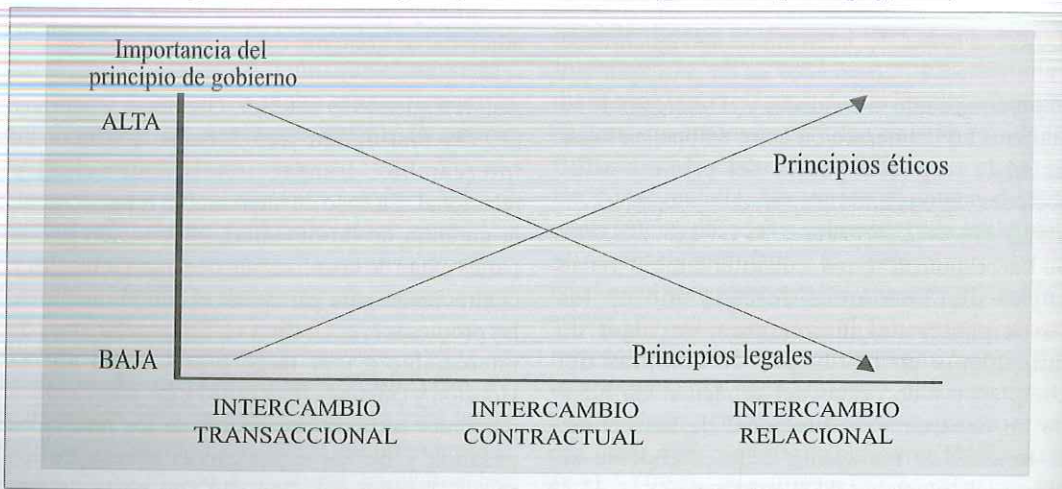 Importancia del
principio de gobierno
ALTA
Principios éticos
BAJA
Principios legales
INTERCAMBIO
TRANSACCIONAL
INTERCAMBIO
CONTRACTUAL
INTERCAMBIO
RELACIONAL